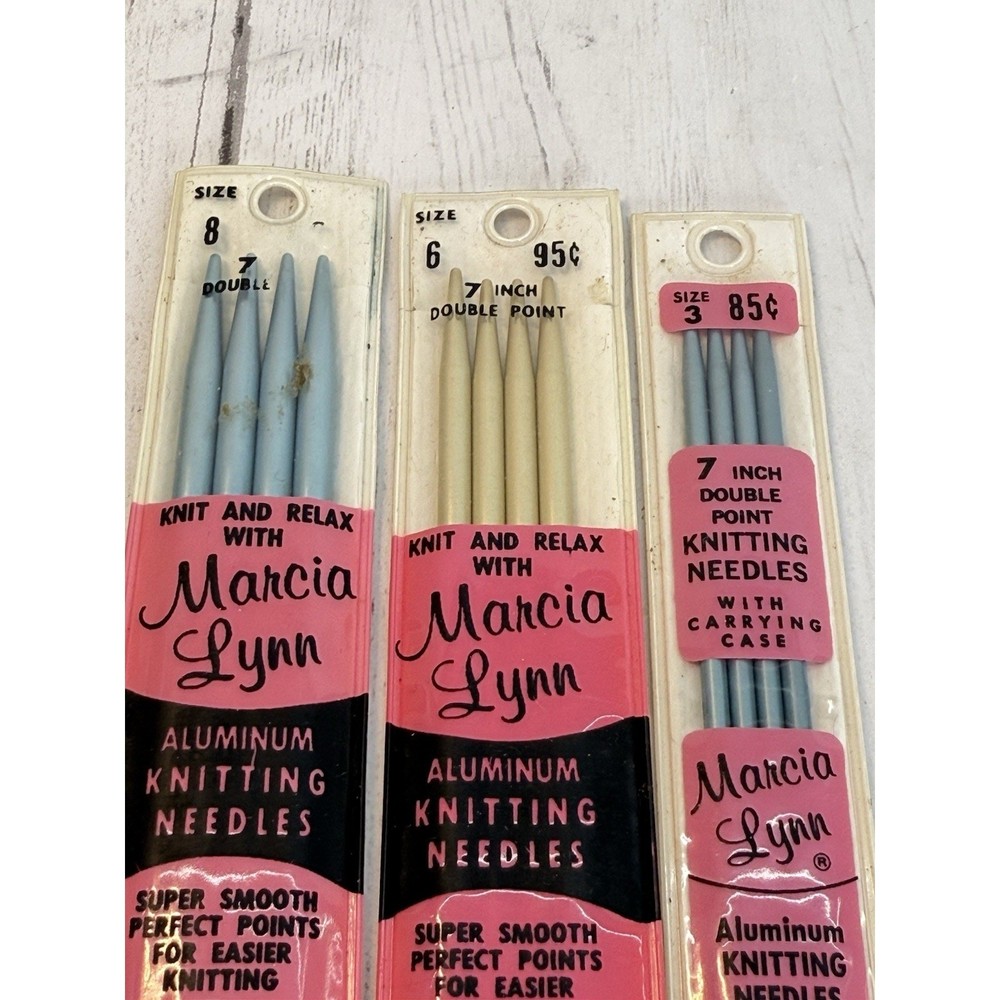 SIZE
8
7
DOUBLE
KNIT AND RELAX
WITH
Marcia
Lynn
ALUMINUM
KNITTING
NEEDLES
SUPER SMOOTH
PERFECT POINTS
FOR EASIER
KNITTING
SIZE
6 95¢
7 INCH
DOUBLE POINT
KNIT AND RELAX
WITH
Marcia
Lynn
ALUMINUM
KNITTING
NEEDLES
SUPER SMOOTH
PERFECT POINTS
FOR EASIER
SIZE
3 85¢
7 INCH
DOUBLE
POINT
KNITTING
NEEDLES
WITH
CARRYING
CASE
Marcia
Lynn®
Aluminum
KNITTING
NEEDLES